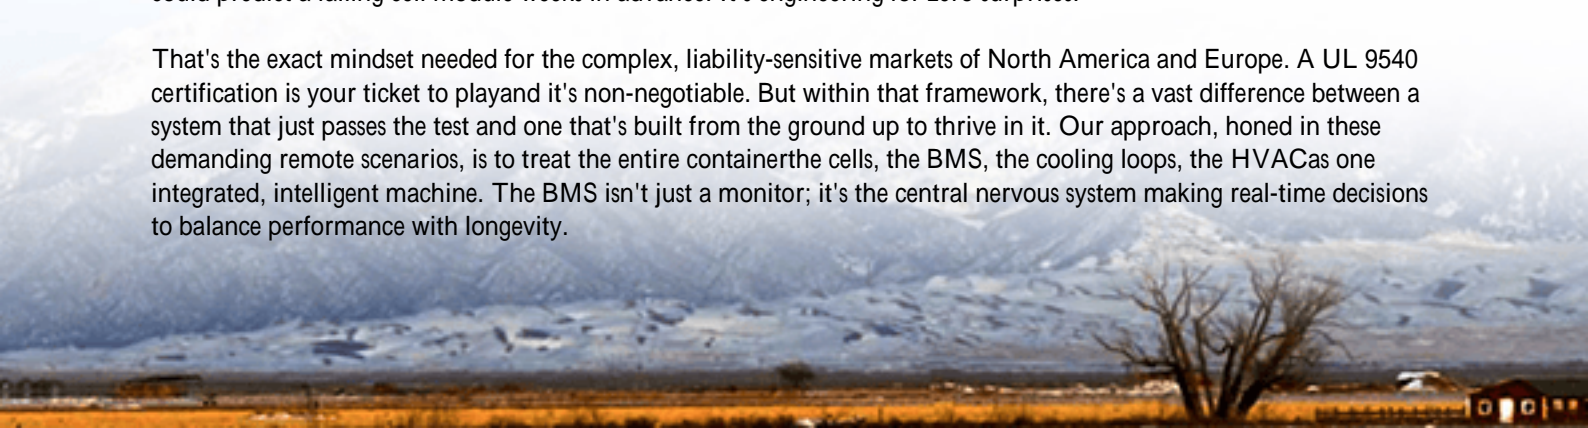 That's the exact mindset needed for the complex, liability-sensitive markets of North America and Europe. A UL 9540
certification is your ticket to playand it's non-negotiable. But within that framework, there's a vast difference between a
system that just passes the test and one that's built from the ground up to thrive in it. Our approach, honed in these
demanding remote scenarios, is to treat the entire containerthe cells, the BMS, the cooling loops, the HVACas one
integrated, intelligent machine. The BMS isn't just a monitor; it's the central nervous system making real-time decisions
to balance performance with longevity.